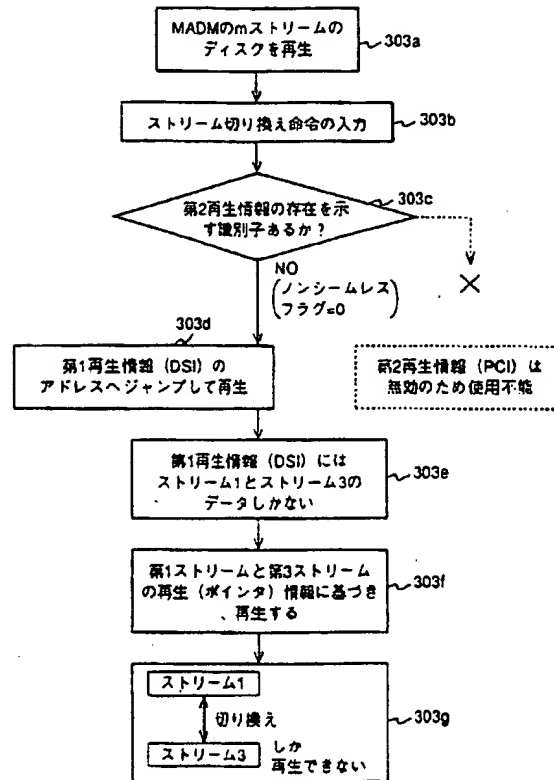 MADMのmストリームの
ディスクを再生
303a
ストリーム切り換え命令の入力
303b
第2再生情報の存在を示
す識別子あるか？
303c
NO
(ノンシームレス
フラグ=0)
303d
第1再生情報（DSI）の
アドレスへジャンプして再生
第2再生情報（PCI）は
無効のため使用不能
第1再生情報（DSI）には
ストリーム1とストリーム3の
データしかない
303e
第1ストリームと第3ストリーム
の再生（ポインタ）情報に基づき
、再生する
303f
ストリーム1
切り換え
ストリーム3
しか
再生できない
303g